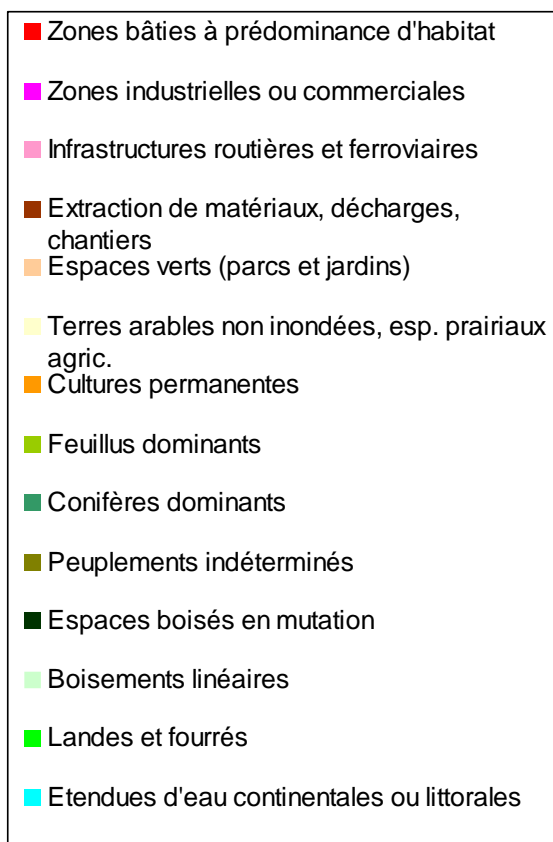 Zones bâties à prédominance d'habitat
Zones industrielles ou commerciales
Infrastructures routières et ferroviaires
Extraction de matériaux, décharges,
chantiers
Espaces verts (parcs et jardins)
Terres arables non inondées, esp. prairiaux
agric.
Cultures permanentes
Feuillus dominants
Conifères dominants
Peuplements indéterminés
Espaces boisés en mutation
Boisements linéaires
Landes et fourrés
Etendues d'eau continentales ou littorales